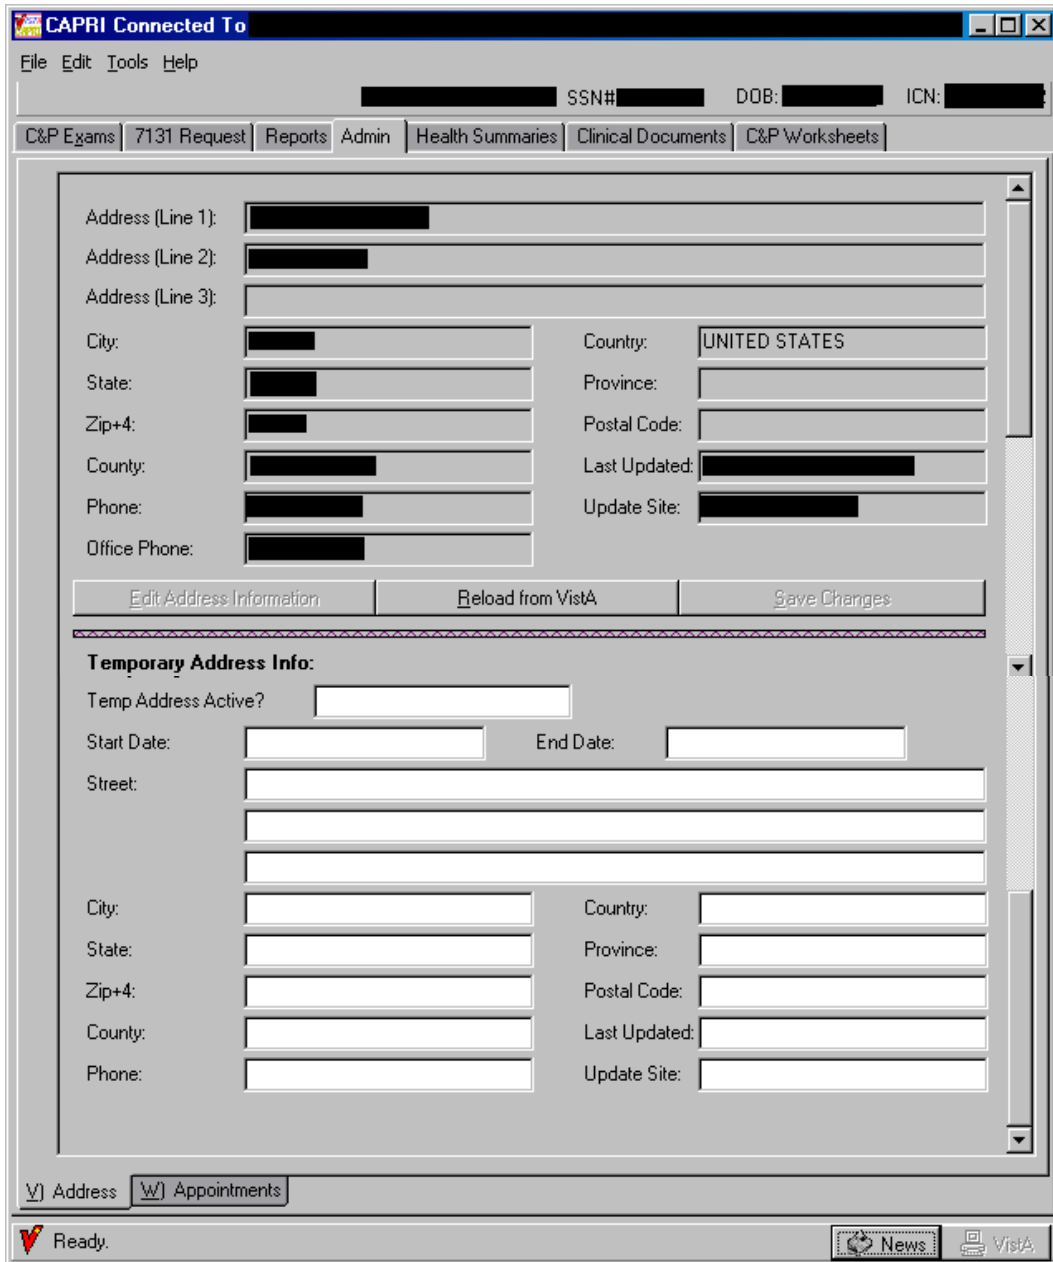 CAPRI Connected To
File Edit Tools Help
SSN# DOB: ICN:
C&P Exams 7131 Request Reports Admin Health Summaries Clinical Documents C&P Worksheets
Address (Line 1):
Address (Line 2):
Address (Line 3):
City: Country: UNITED STATES
State: Province:
Zip+4: Postal Code:
County: Last Updated:
Phone: Update Site:
Office Phone:
Edit Address Information Reload from VistA Save Changes
Temporary Address Info:
Temp Address Active?
Start Date: End Date:
Street:
City: Country:
State: Province:
Zip+4: Postal Code:
County: Last Updated:
Phone: Update Site:
V) Address W) Appointments
Ready. News VistA